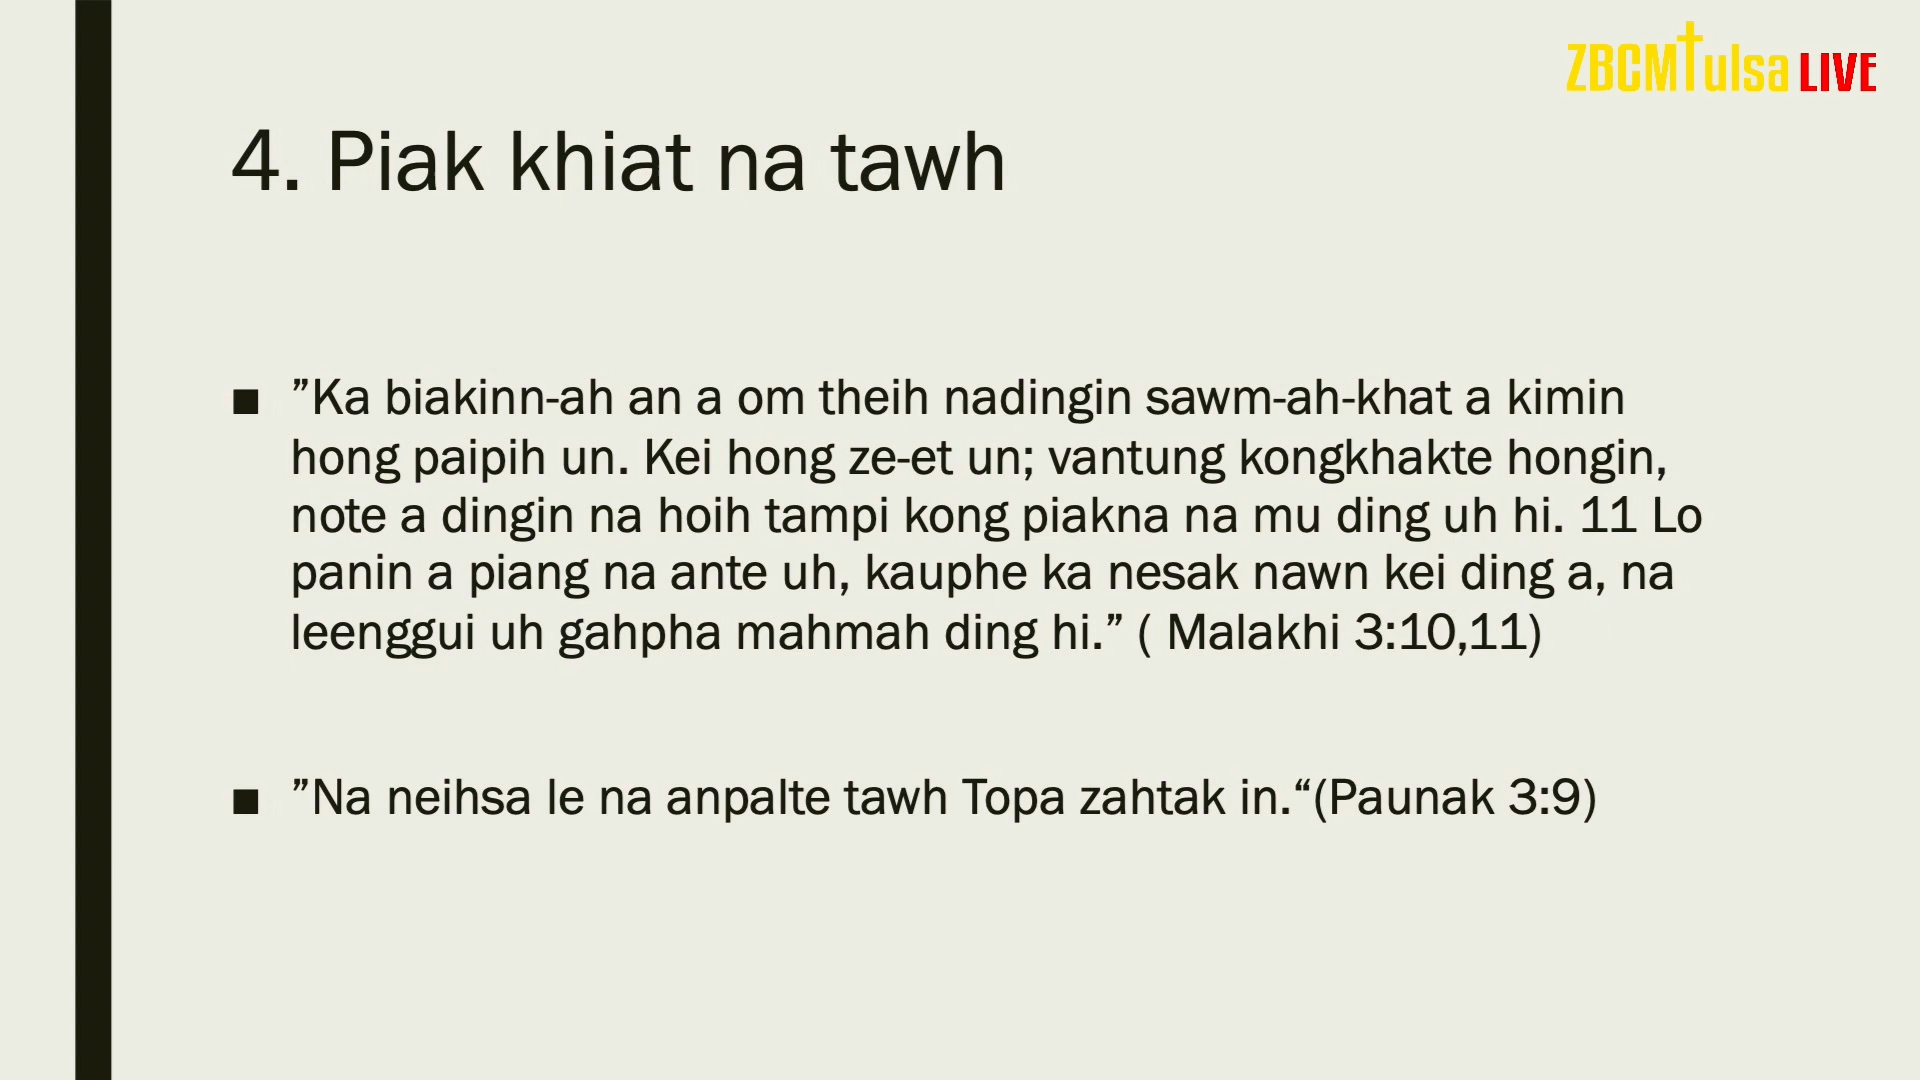 ZBCMTulsa LIVE
4. Piak khiat na tawh
■ ”Ka biakinn-ah an a om theih nadingin sawm-ah-khat a kimin
hong paipih un. Kei hong ze-et un; vantung kongkhakte hongin,
note a dingin na hoih tampi kong piakna na mu ding uh hi. 11 Lo
panin a piang na ante uh, kauphe ka nesak nawn kei ding a, na
leenggui uh gahpha mahmah ding hi.” ( Malakhi 3:10,11)
■ ”Na neihsa le na anpalte tawh Topa zahtak in.“(Paunak 3:9)